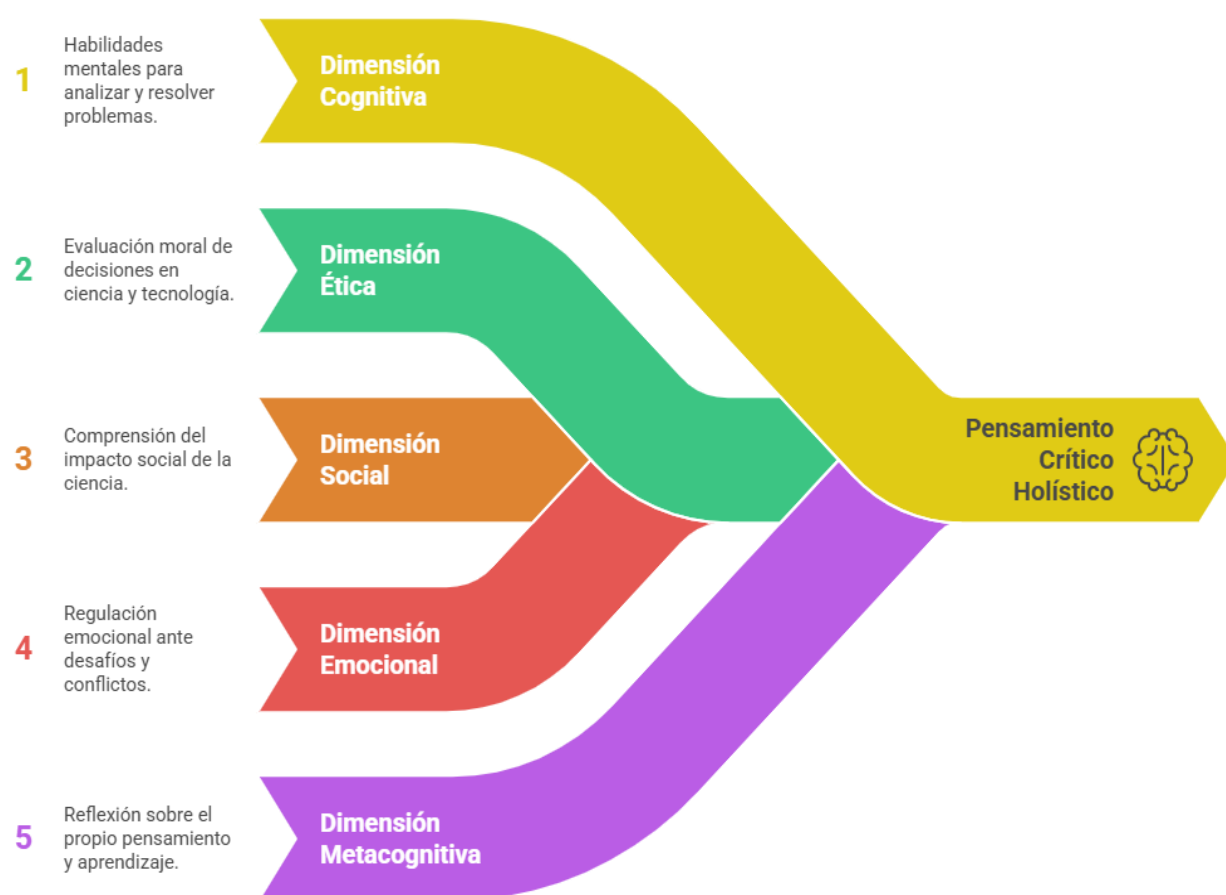 1
Habilidades
mentales para
analizar y resolver
problemas.
Dimensión
Cognitiva
2
Evaluación moral de
decisiones en
ciencia y tecnología.
Dimensión
Ética
3
Comprensión del
impacto social de la
ciencia.
Dimensión
Social
Pensamiento
Crítico
Holístico
4
Regulación
emocional ante
desafíos y
conflictos.
Dimensión
Emocional
5
Reflexión sobre el
propio pensamiento
y aprendizaje.
Dimensión
Metacognitiva